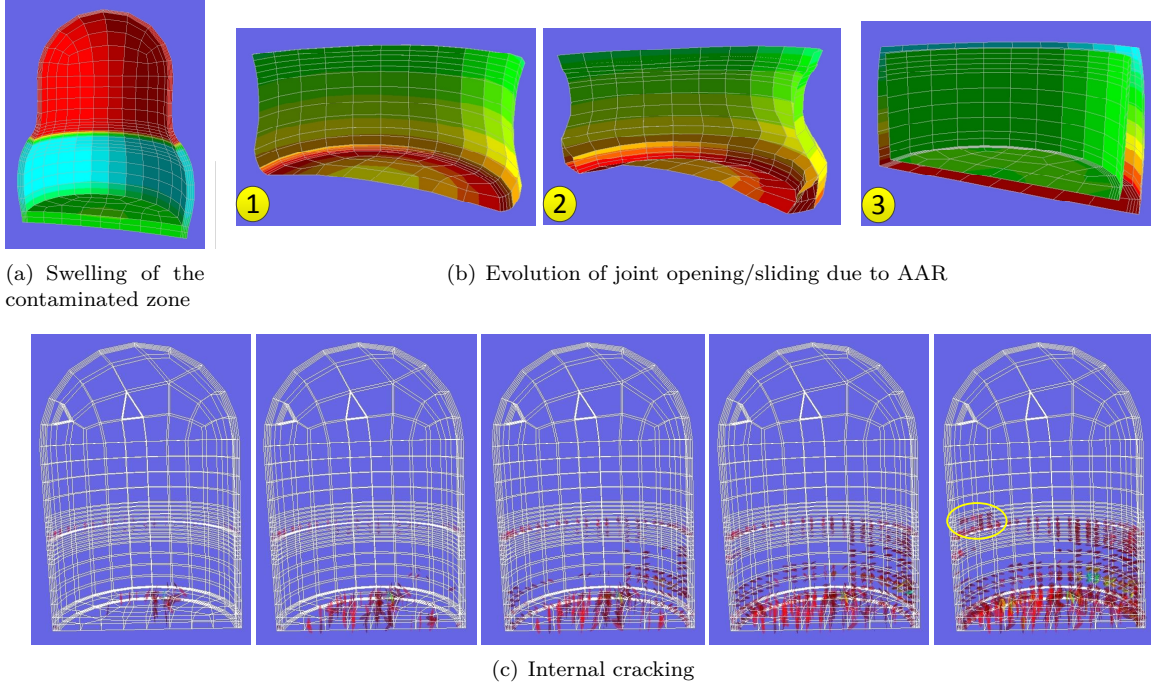 1
2
3
(a) Swelling of the
contaminated zone
(b) Evolution of joint opening/sliding due to AAR
(c) Internal cracking